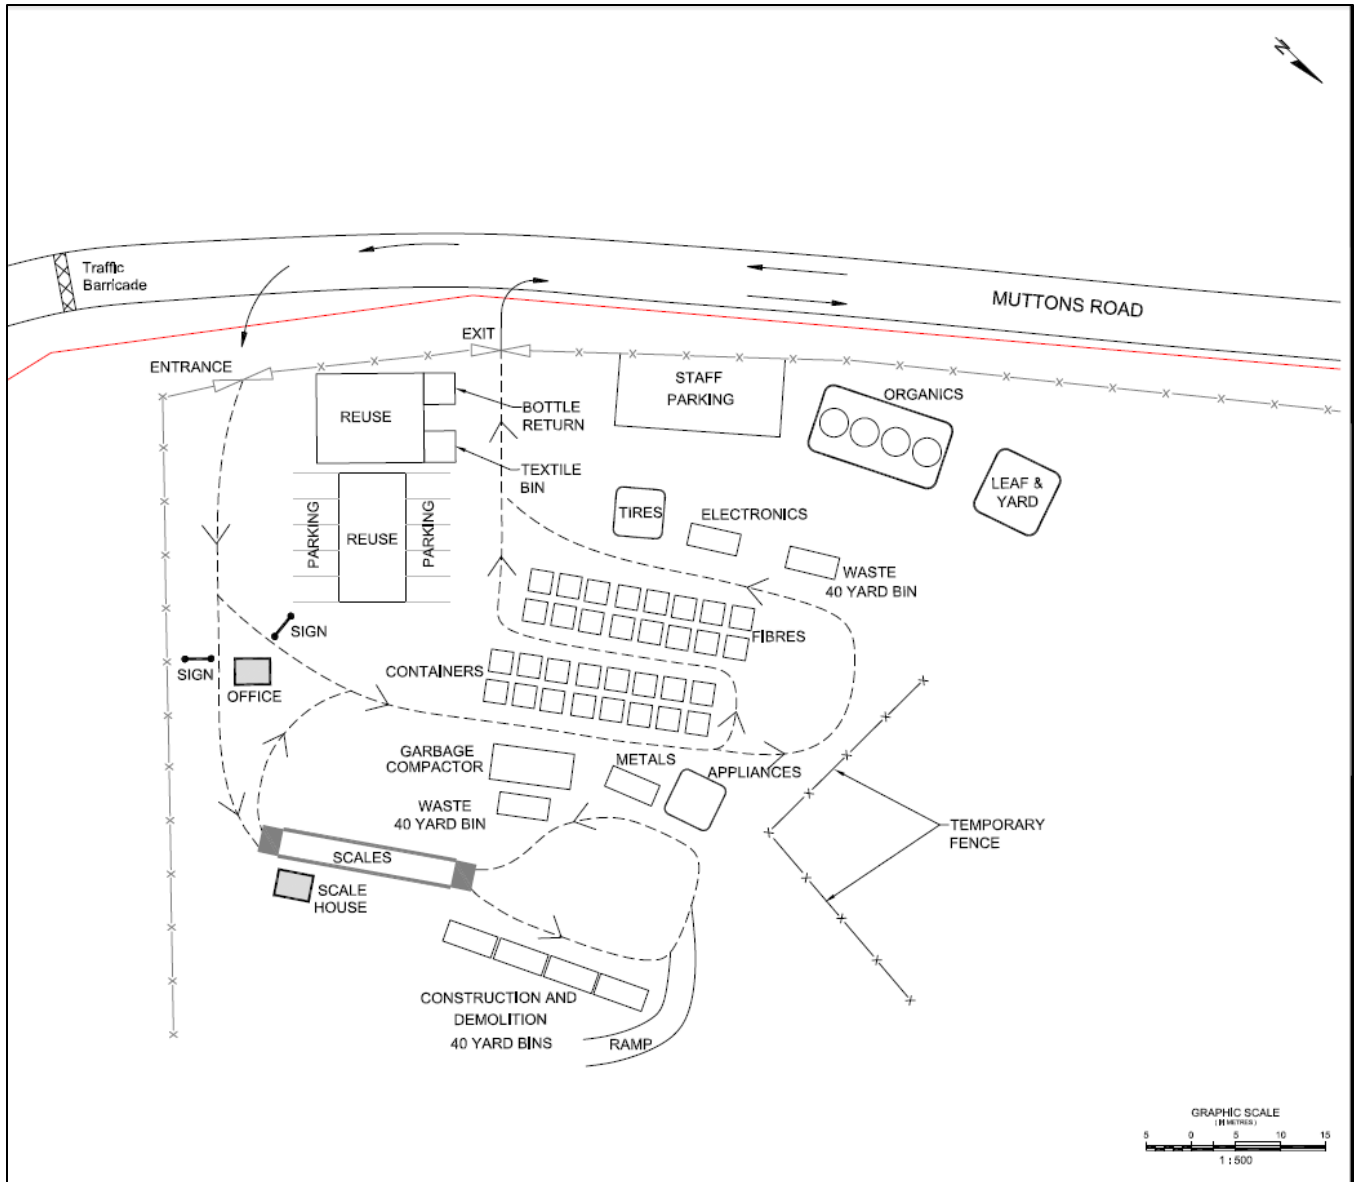 N
Traffic
Barricade
MUTTONS ROAD
EXIT
ENTRANCE
STAFF
PARKING
ORGANICS
REUSE
BOTTLE
RETURN
TEXTILE
BIN
LEAF &
YARD
TIRES
ELECTRONICS
PARKING
REUSE
PARKING
WASTE
40 YARD BIN
SIGN
FIBRES
SIGN
OFFICE
CONTAINERS
GARBAGE
COMPACTOR
METALS
APPLIANCES
WASTE
40 YARD BIN
TEMPORARY
FENCE
SCALES
SCALE
HOUSE
CONSTRUCTION AND
DEMOLITION
40 YARD BINS
RAMP
GRAPHIC SCALE
( IN METRES )
5 0 5 10 15
1 : 500